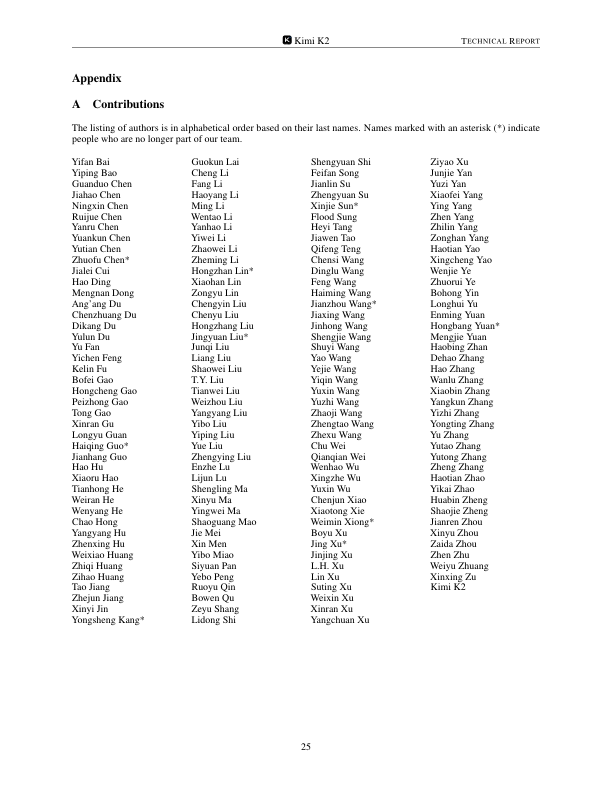 K Kimi K2
TECHNICAL REPORT
Appendix
A Contributions
The listing of authors is in alphabetical order based on their last names. Names marked with an asterisk (*) indicate
people who are no longer part of our team.
Yifan Bai
Yiping Bao
Guanduo Chen
Jiahao Chen
Ningxin Chen
Ruijue Chen
Yanru Chen
Yuankun Chen
Yutian Chen
Zhuofu Chen*
Jialei Cui
Hao Ding
Mengnan Dong
Ang'ang Du
Chenzhuang Du
Dikang Du
Yulun Du
Yu Fan
Yichen Feng
Kelin Fu
Bofei Gao
Hongcheng Gao
Peizhong Gao
Tong Gao
Xinran Gu
Longyu Guan
Haiqing Guo*
Jianhang Guo
Hao Hu
Xiaoru Hao
Tianhong He
Weiran He
Wenyang He
Chao Hong
Yangyang Hu
Zhenxing Hu
Weixiao Huang
Zhiqi Huang
Zihao Huang
Tao Jiang
Zhejun Jiang
Xinyi Jin
Yongsheng Kang*
Guokun Lai
Cheng Li
Fang Li
Haoyang Li
Ming Li
Wentao Li
Yanhao Li
Yiwei Li
Zhaowei Li
Zheming Li
Hongzhan Lin*
Xiaohan Lin
Zongyu Lin
Chengyin Liu
Chenyu Liu
Hongzhang Liu
Jingyuan Liu*
Junqi Liu
Liang Liu
Shaowei Liu
T.Y. Liu
Tianwei Liu
Weizhou Liu
Yangyang Liu
Yibo Liu
Yiping Liu
Yue Liu
Zhengying Liu
Enzhe Lu
Lijun Lu
Shengling Ma
Xinyu Ma
Yingwei Ma
Shaoguang Mao
Jie Mei
Xin Men
Yibo Miao
Siyuan Pan
Yebo Peng
Ruoyu Qin
Bowen Qu
Zeyu Shang
Lidong Shi
Shengyuan Shi
Feifan Song
Jianlin Su
Zhengyuan Su
Xinjie Sun*
Flood Sung
Heyi Tang
Jiawen Tao
Qifeng Teng
Chensi Wang
Dinglu Wang
Feng Wang
Haiming Wang
Jianzhou Wang*
Jiaxing Wang
Jinhong Wang
Shengjie Wang
Shuyi Wang
Yao Wang
Yejie Wang
Yiqin Wang
Yuxin Wang
Yuzhi Wang
Zhaoji Wang
Zhengtao Wang
Zhexu Wang
Chu Wei
Qianqian Wei
Wenhao Wu
Xingzhe Wu
Yuxin Wu
Chenjun Xiao
Xiaotong Xie
Weimin Xiong*
Boyu Xu
Jing Xu*
Jinjing Xu
L.H. Xu
Lin Xu
Suting Xu
Weixin Xu
Xinran Xu
Yangchuan Xu
Ziyao Xu
Junjie Yan
Yuzi Yan
Xiaofei Yang
Ying Yang
Zhen Yang
Zhilin Yang
Zonghan Yang
Haotian Yao
Xingcheng Yao
Wenjie Ye
Zhuorui Ye
Bohong Yin
Longhui Yu
Enming Yuan
Hongbang Yuan*
Mengjie Yuan
Haobing Zhan
Dehao Zhang
Hao Zhang
Wanlu Zhang
Xiaobin Zhang
Yangkun Zhang
Yizhi Zhang
Yongting Zhang
Yu Zhang
Yutao Zhang
Yutong Zhang
Zheng Zhang
Haotian Zhao
Yikai Zhao
Huabin Zheng
Shaojie Zheng
Jianren Zhou
Xinyu Zhou
Zaida Zhou
Zhen Zhu
Weiyu Zhuang
Xinxing Zu
Kimi K2
25